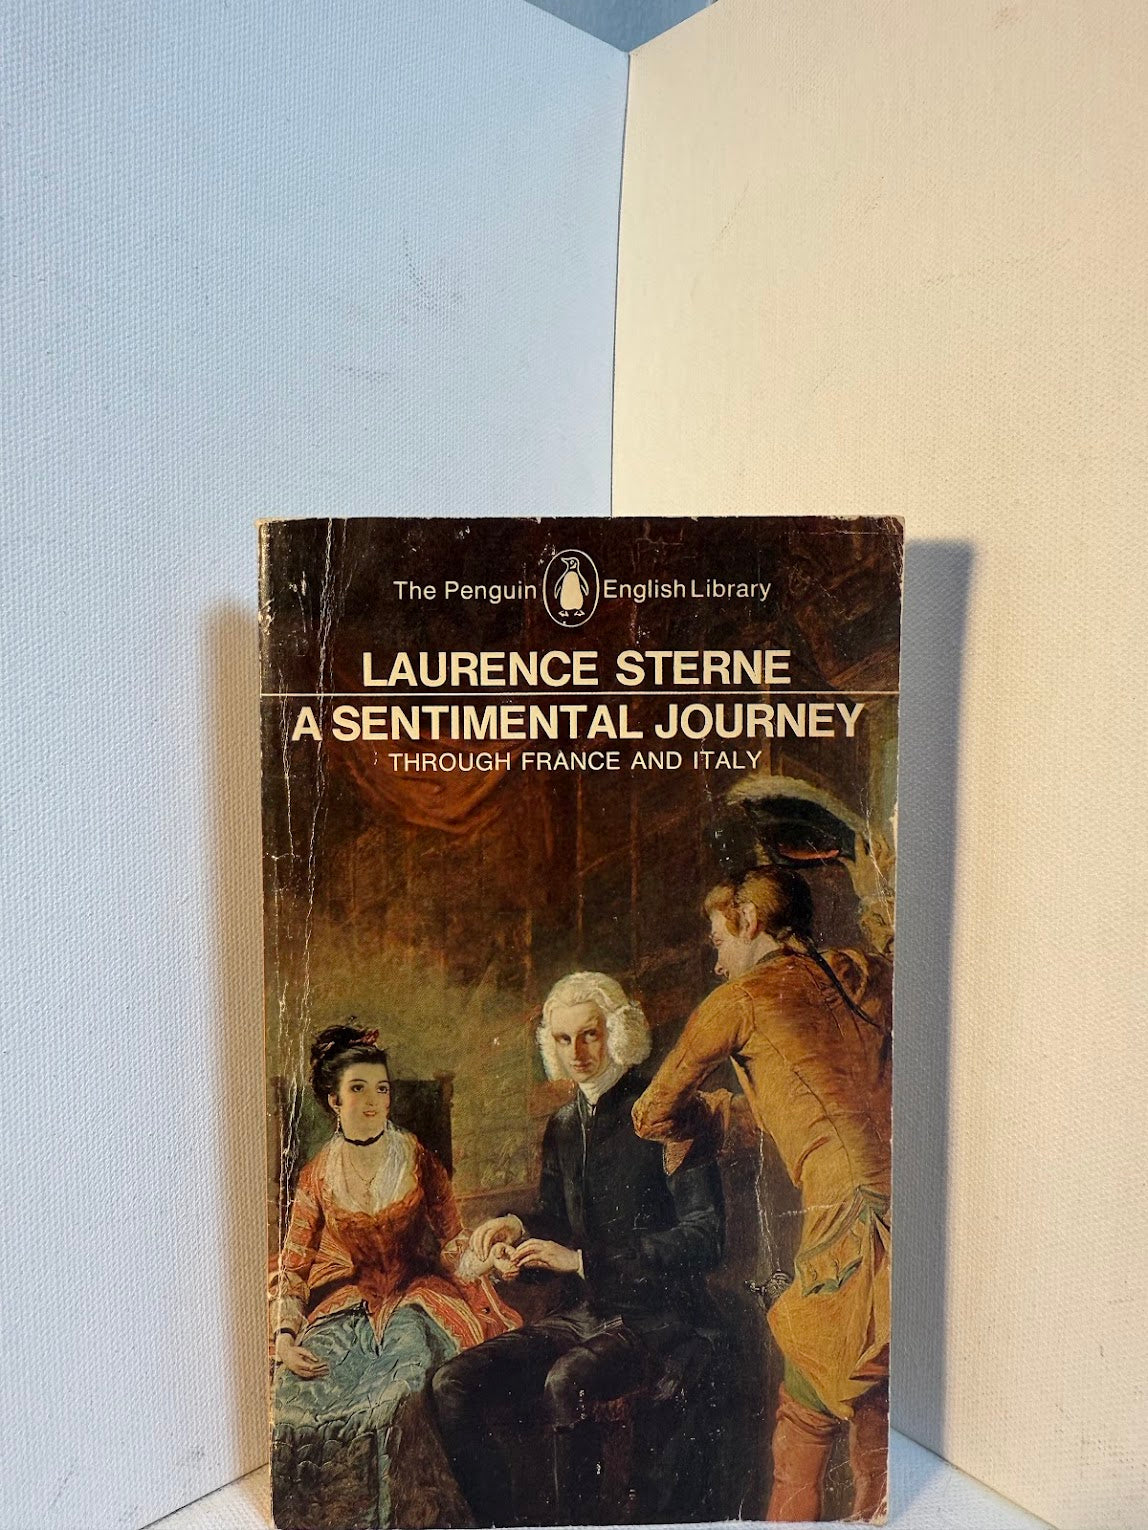 The Penguin English Library
LAURENCE STERNE
A SENTIMENTAL JOURNEY
THROUGH FRANCE AND ITALY